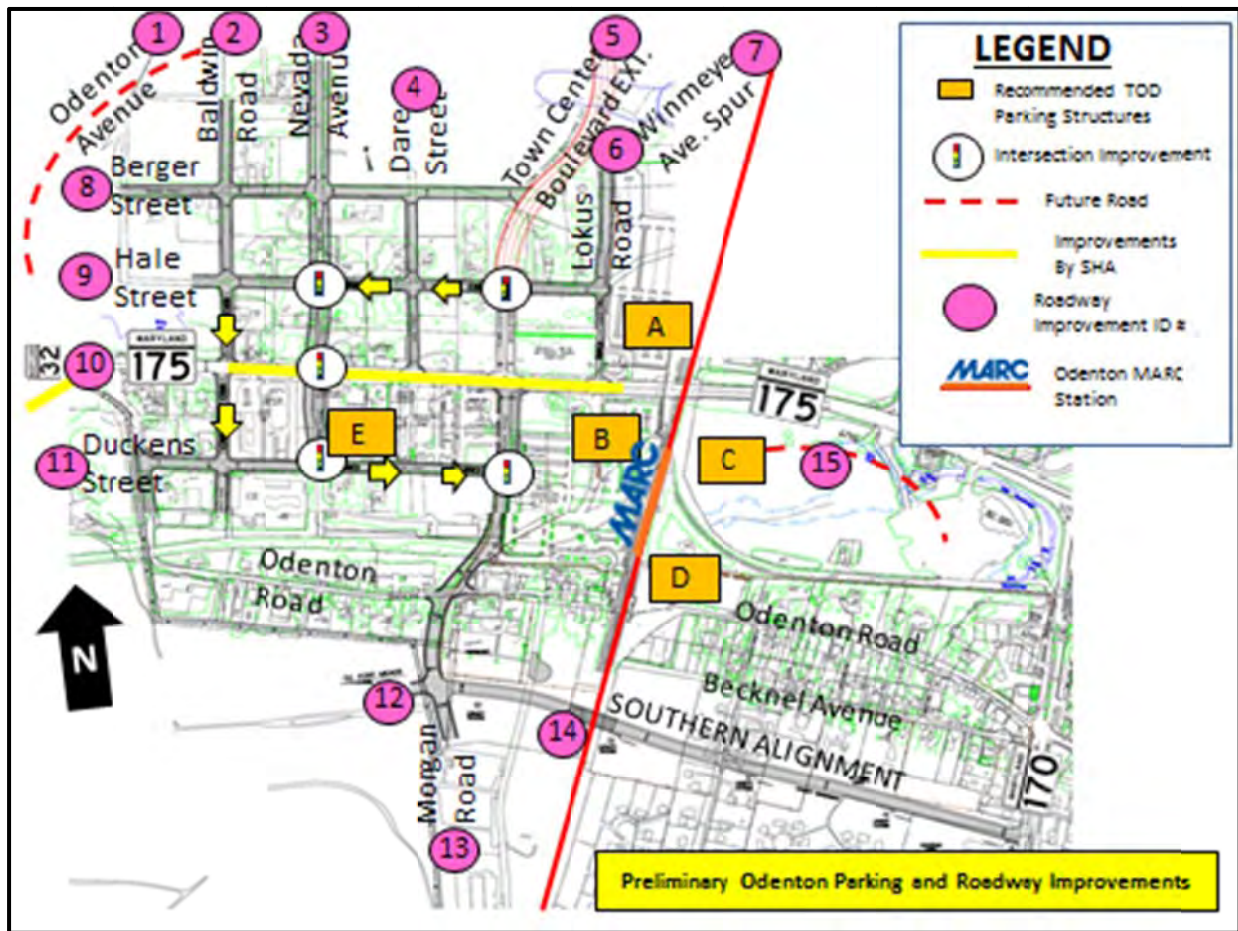 1
2
3
5
7
4
6
Odenton
Avenue
Baldwin
Road
Nevada
Avenue
Dare
Street
Town Center
Boulevard EXT.
Winmeye
Ave. Spur
Lokus
Road
8
Berger
Street
9
Hale
Street
10
32
MARYLAND
175
11
Duckens
Street
A
B
C
D
E
MARC
MARYLAND
175
15
Odenton
Road
Odenton Road
Becknel Avenue
SOUTHERN ALIGNMENT
170
12
14
13
Morgan
Road
N
LEGEND
Recommended TOD
Parking Structures
Intersection Improvement
Future Road
Improvements
By SHA
Roadway
Improvement ID #
MARC
Odenton MARC
Station
Preliminary Odenton Parking and Roadway Improvements